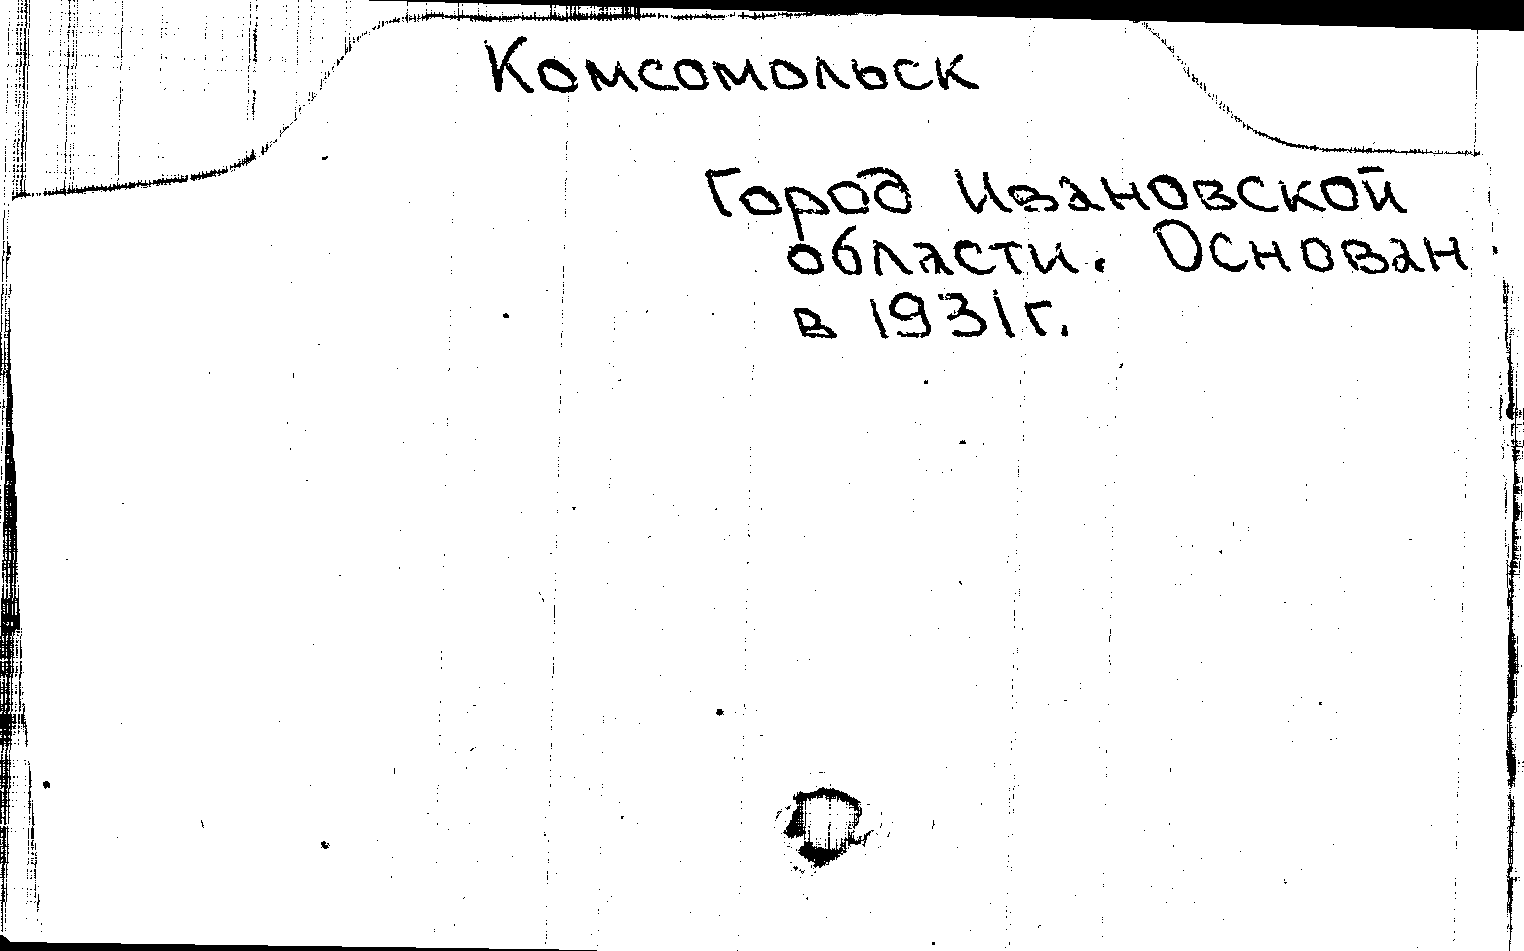 Комсомольск
Город Ивановской
области. Основан
в 1931г.